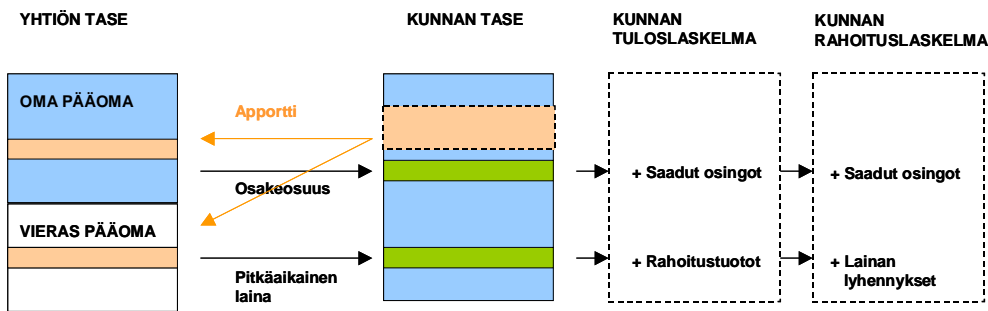 YHTIÖN TASE
KUNNAN TASE
KUNNAN
TULOSLASKELMA
KUNNAN
RAHOITUSLASKELMA
OMA PÄÄOMA
Apportti
Osakeosuus
+ Saadut osingot
+ Saadut osingot
VIERAS PÄÄOMA
Pitkäaikainen
laina
+ Rahoitustuotot
+ Lainan
lyhennykset